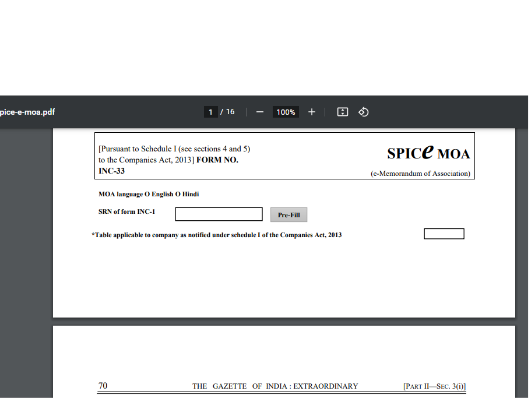 pice-e-moa.pdf
1 / 16 — 100% +
[Pursuant to Schedule I (see sections 4 and 5)
to the Companies Act, 2013] FORM NO.
INC-33
SPICe MOA
(e-Memorandum of Association)
MOA language O English O Hindi
SRN of form INC-1
Pre-Fill
*Table applicable to company as notified under schedule I of the Companies Act, 2013
70 THE GAZETTE OF INDIA : EXTRAORDINARY [PART II—SEC. 3(i)]